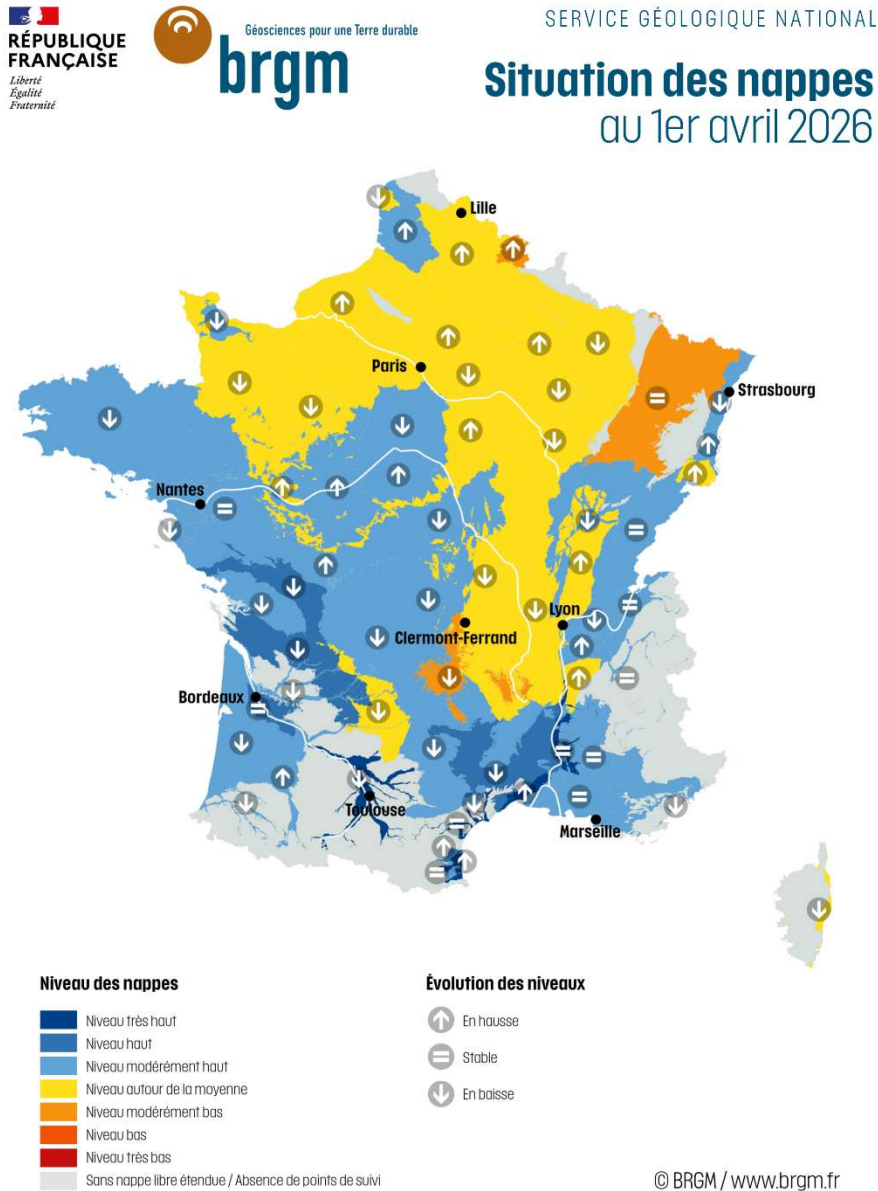 RÉPUBLIQUE
FRANÇAISE
Liberté
Égalité
Fraternité
Géosciences pour une Terre durable
brgm
SERVICE GÉOLOGIQUE NATIONAL
Situation des nappes
au 1er avril 2026
Lille
Paris
Strasbourg
Nantes
Lyon
Clermont-Ferrand
Bordeaux
Toulouse
Marseille
Niveau des nappes
Niveau très haut
Niveau haut
Niveau modérément haut
Niveau autour de la moyenne
Niveau modérément bas
Niveau bas
Niveau très bas
Sans nappe libre étendue / Absence de points de suivi
Évolution des niveaux
En hausse
Stable
En baisse
© BRGM / www.brgm.fr